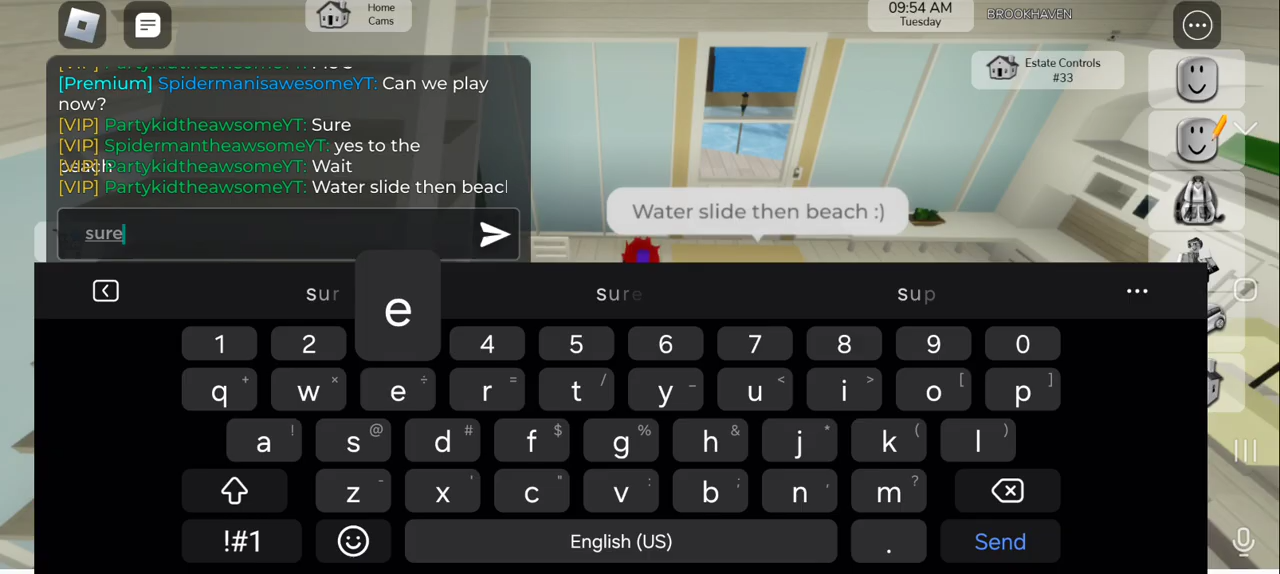 Home
Cams
09:54 AM
Tuesday
BROOKHAVEN
Estate Controls
#33
[Premium] SpidermanisawesomeYT: Can we play
now?
[VIP] PartykidtheawsomeYT: Sure
[VIP] SpidermantheawsomeYT: yes to the
beach
[VIP] PartykidtheawsomeYT: Wait
[VIP] PartykidtheawsomeYT: Water slide then beac
Water slide then beach :)
sure
sur
e
sure
sup
1 2 4 5 6 7 8 9 0
q + w × e ÷ r = t / y _ u < i > o [ p ]
a ! s @ d # f $ g % h & j * k ( l )
z - x ' c " v : b ; n , m ?
!#1 English (US) . Send